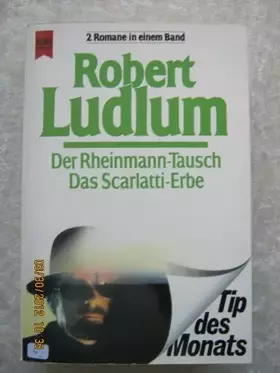 2 Romane in einem Band
Robert
Ludlum
Der Rheinmann-Tausch
Das Scarlatti-Erbe
Tip
des
Monats